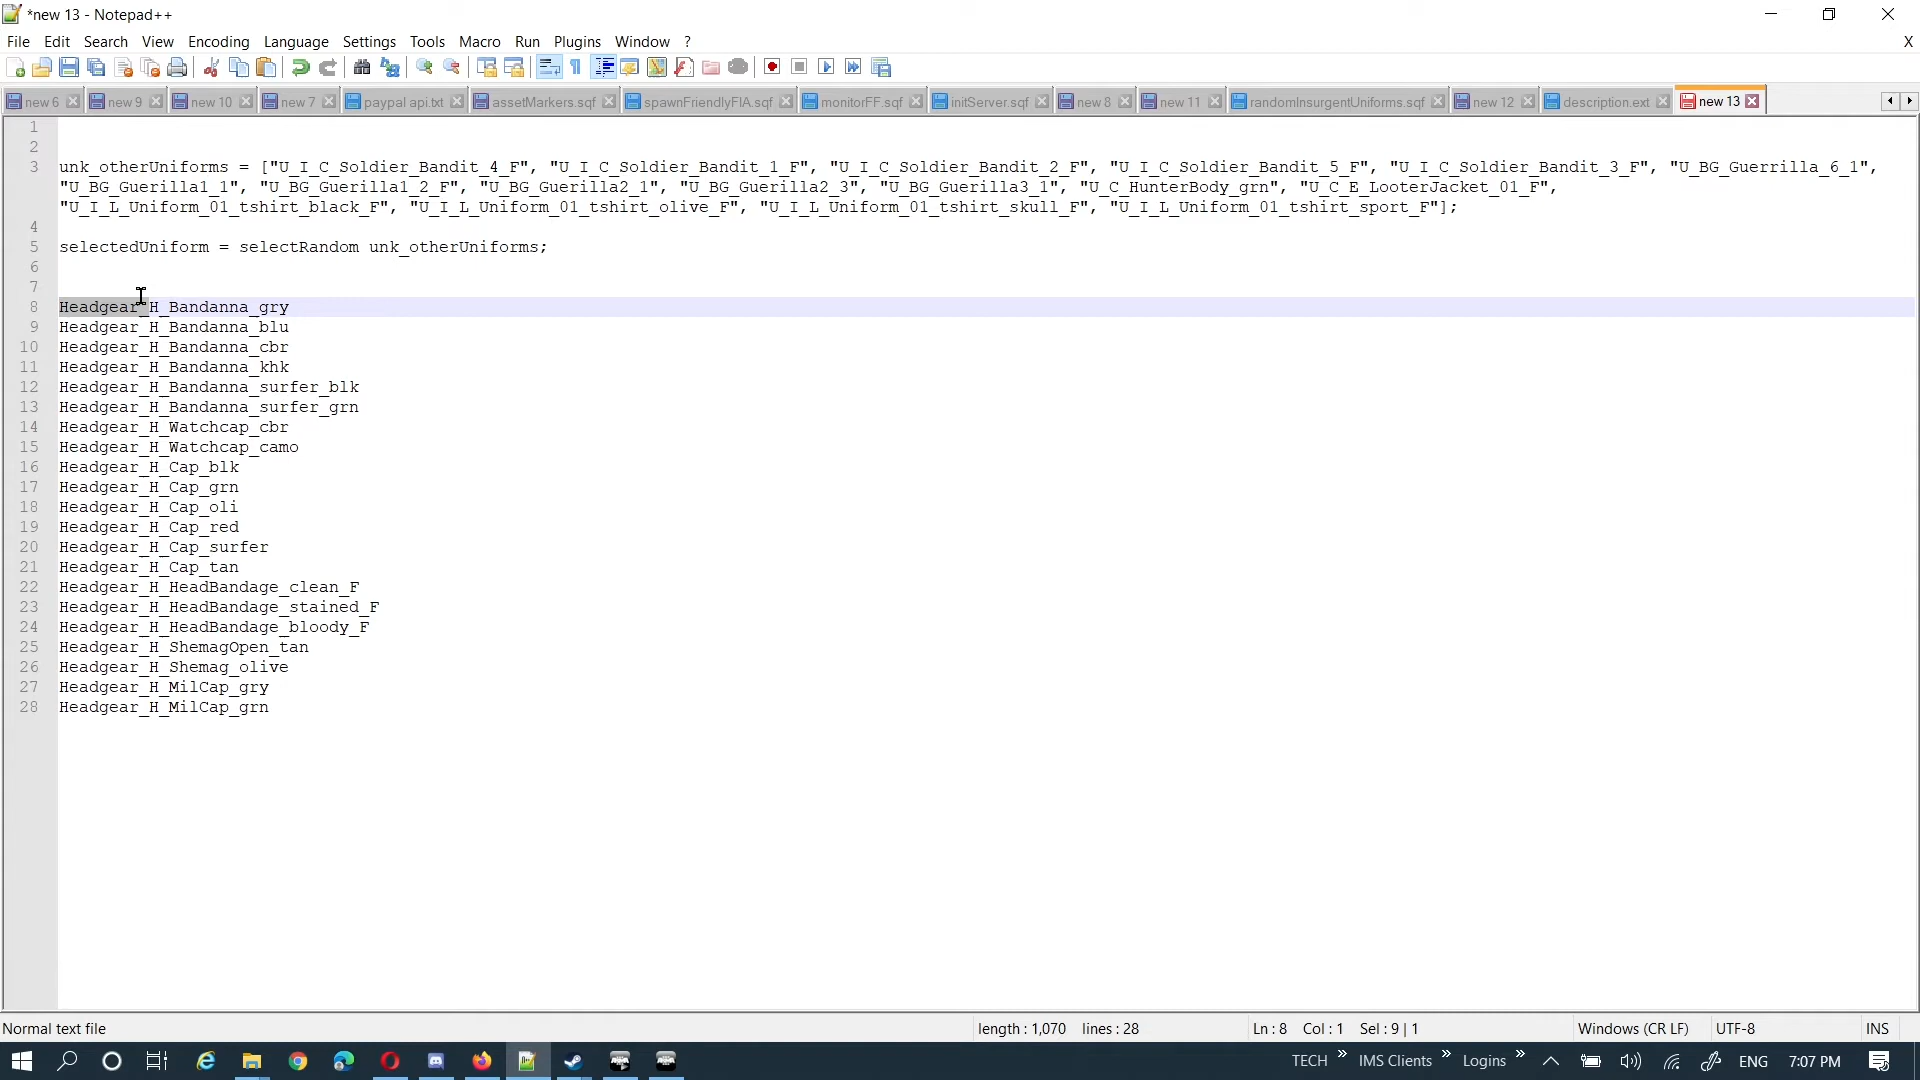 *new 13 - Notepad++
File Edit Search View Encoding Language Settings Tools Macro Run Plugins Window ? X
new 6 new 9 new 10 new 7 paypal api.txt assetMarkers.sqf spawnFriendlyFIA.sqf monitorFF.sqf initServer.sqf new 8 new 11 randomInsurgentUniforms.sqf new 12 description.ext new 13
1
2
3 unk_otherUniforms = ["U_I_C_Soldier_Bandit_4_F", "U_I_C_Soldier_Bandit_1_F", "U_I_C_Soldier_Bandit_2_F", "U_I_C_Soldier_Bandit_5_F", "U_I_C_Soldier_Bandit_3_F", "U_BG_Guerrilla_6_1",
"U_BG_Guerilla1_1", "U_BG_Guerilla1_2_F", "U_BG_Guerilla2_1", "U_BG_Guerilla2_3", "U_BG_Guerilla3_1", "U_C_HunterBody_grn", "U_C_E_LooterJacket_01_F",
"U_I_L_Uniform_01_tshirt_black_F", "U_I_L_Uniform_01_tshirt_olive_F", "U_I_L_Uniform_01_tshirt_skull_F", "U_I_L_Uniform_01_tshirt_sport_F"];
4
5 selectedUniform = selectRandom unk_otherUniforms;
6
7
8 Headgear_H_Bandanna_gry
9 Headgear_H_Bandanna_blu
10 Headgear_H_Bandanna_cbr
11 Headgear_H_Bandanna_khk
12 Headgear_H_Bandanna_surfer_blk
13 Headgear_H_Bandanna_surfer_grn
14 Headgear_H_Watchcap_cbr
15 Headgear_H_Watchcap_camo
16 Headgear_H_Cap_blk
17 Headgear_H_Cap_grn
18 Headgear_H_Cap_oli
19 Headgear_H_Cap_red
20 Headgear_H_Cap_surfer
21 Headgear_H_Cap_tan
22 Headgear_H_HeadBandage_clean_F
23 Headgear_H_HeadBandage_stained_F
24 Headgear_H_HeadBandage_bloody_F
25 Headgear_H_ShemagOpen_tan
26 Headgear_H_Shemag_olive
27 Headgear_H_MilCap_gry
28 Headgear_H_MilCap_grn
Normal text file length : 1,070 lines : 28 Ln : 8 Col : 1 Sel : 9 | 1 Windows (CR LF) UTF-8 INS
TECH » IMS Clients » Logins » ENG 7:07 PM